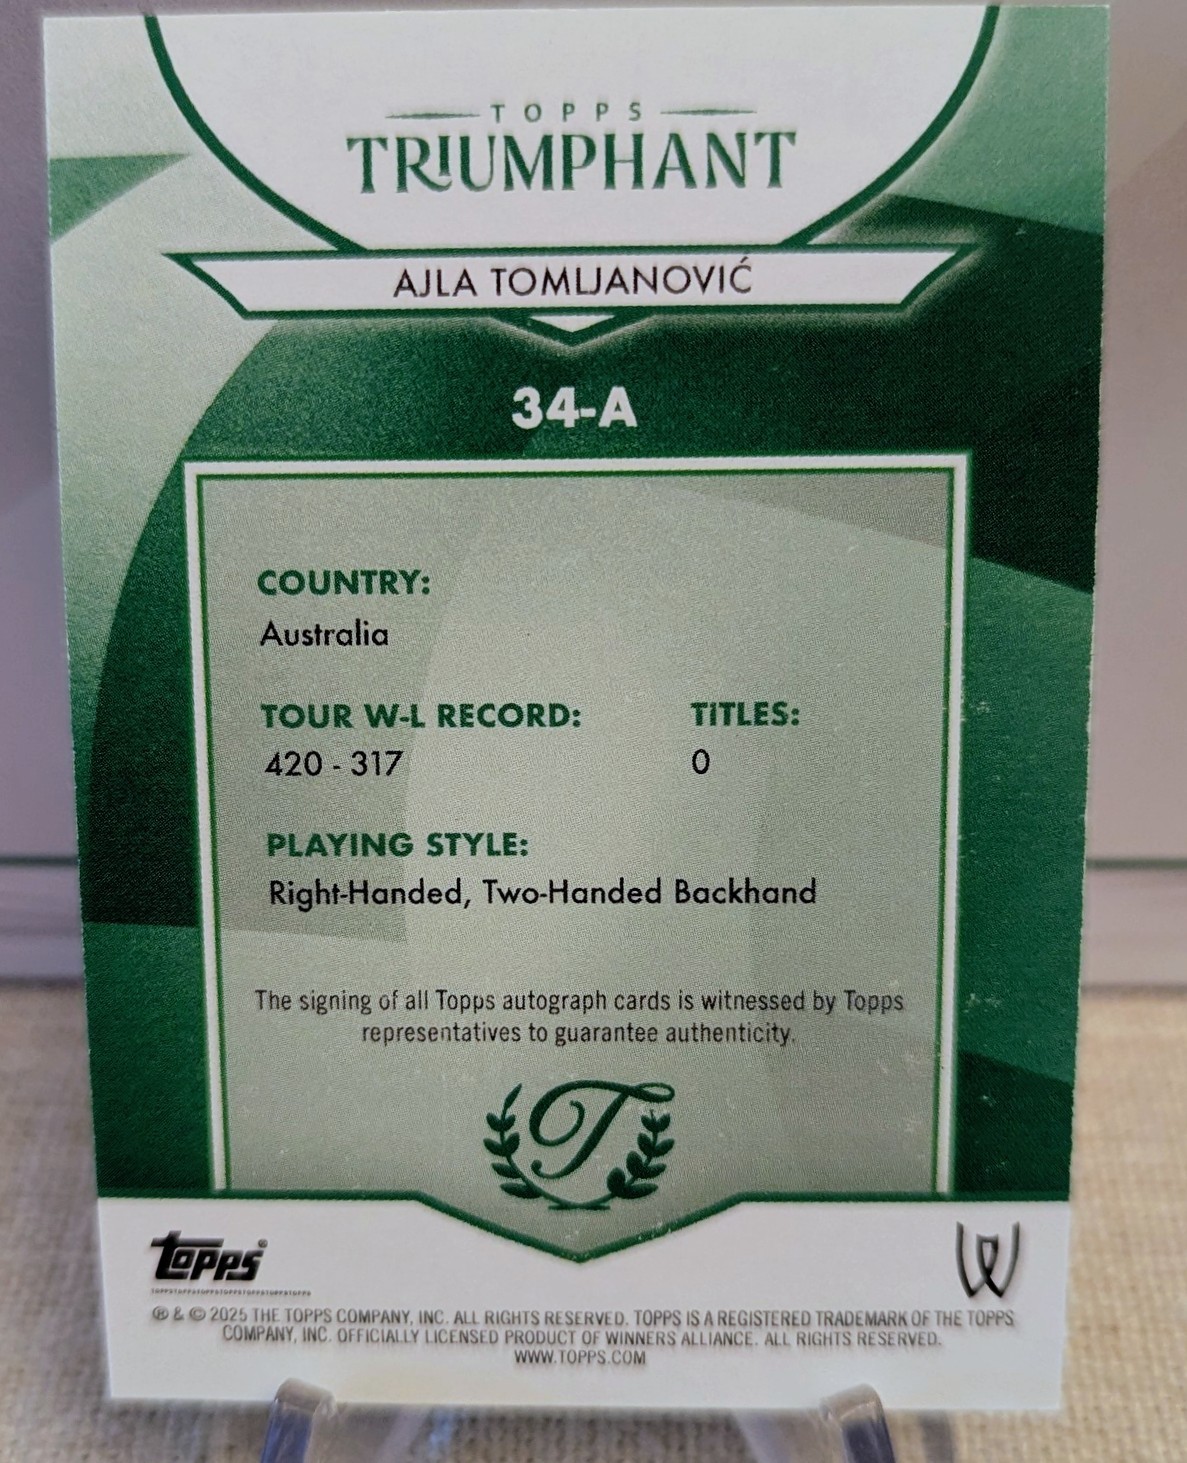 TOPPS
TRIUMPHANT
AJLA TOMLJANOVIĆ
34-A
COUNTRY:
Australia
TOUR W-L RECORD: TITLES:
420 - 317 0
PLAYING STYLE:
Right-Handed, Two-Handed Backhand
The signing of all Topps autograph cards is witnessed by Topps
representatives to guarantee authenticity.
T
topps®
® & © 2025 THE TOPPS COMPANY, INC. ALL RIGHTS RESERVED. TOPPS IS A REGISTERED TRADEMARK OF THE TOPPS
COMPANY, INC. OFFICIALLY LICENSED PRODUCT OF WINNERS ALLIANCE. ALL RIGHTS RESERVED.
WWW.TOPPS.COM